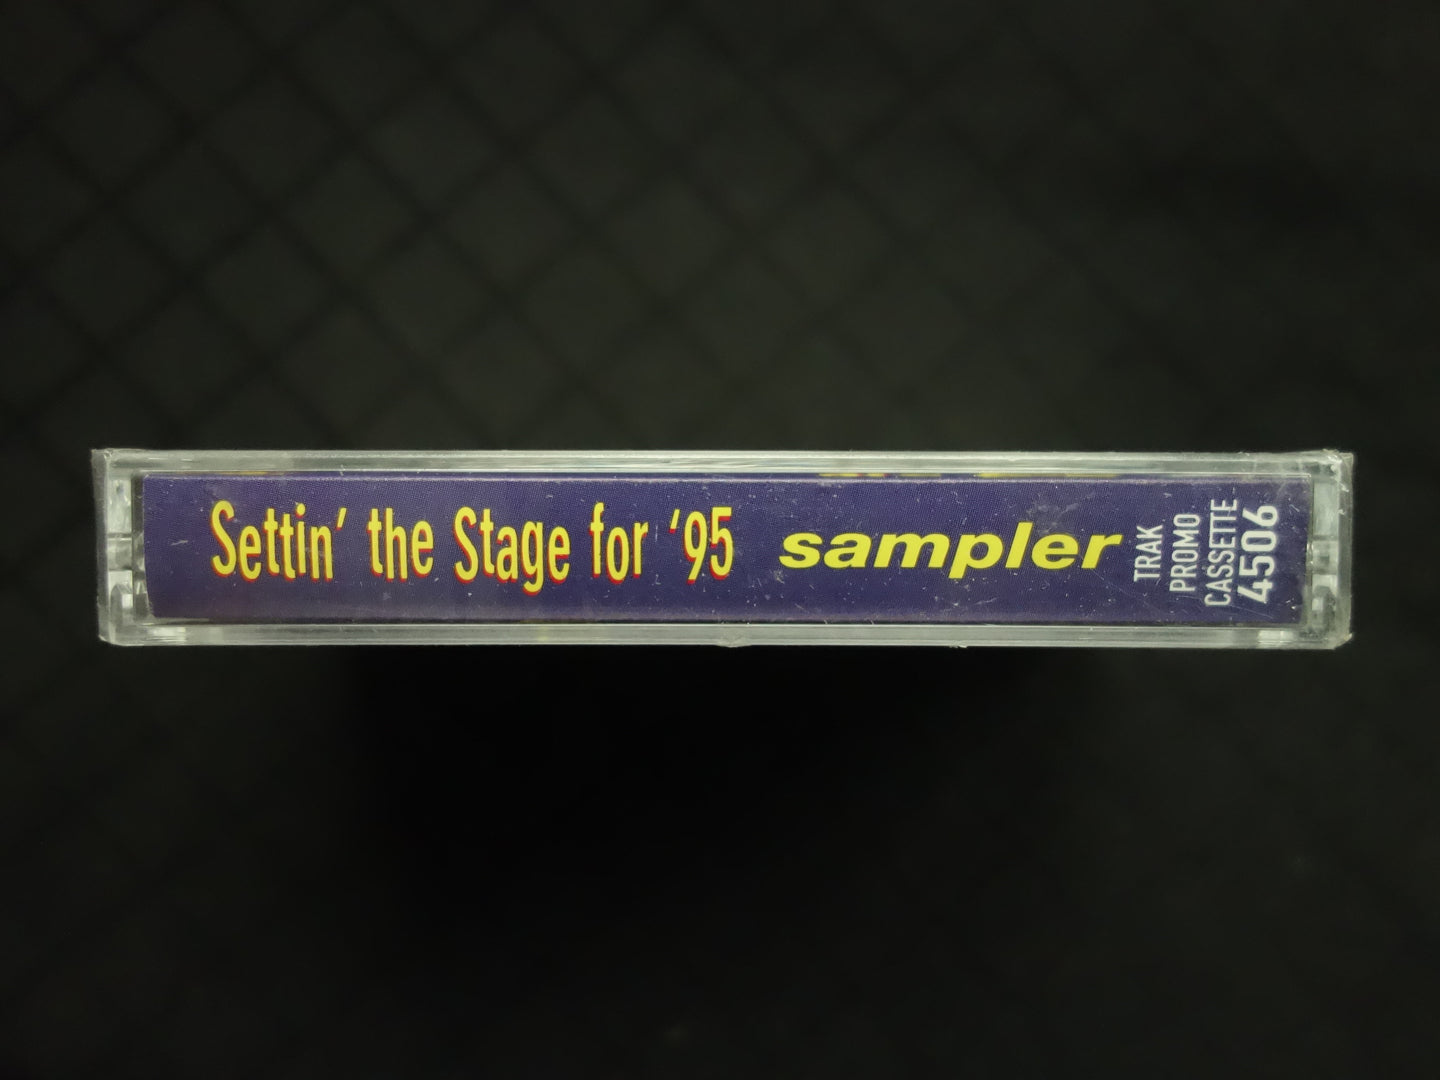 Settin’ the Stage for ‘95 sampler
TRAK
PROMO
CASSETTE
4506